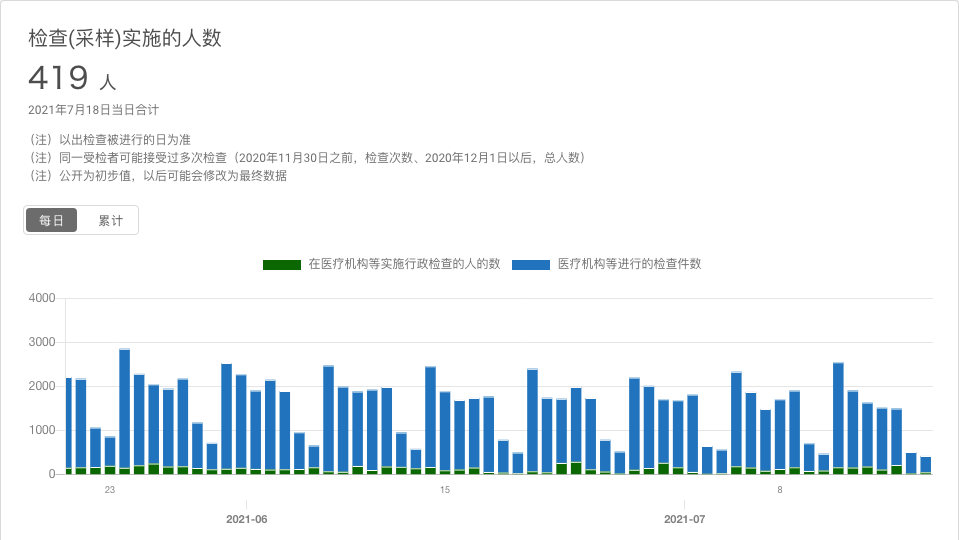 检查(采样)实施的人数
419 人
2021年7月18日当日合计
（注）以出检查被进行的日为准
（注）同一受检者可能接受过多次检查（2020年11月30日之前，检查次数、2020年12月1日以后，总人数）
（注）公开为初步值，以后可能会修改为最终数据
每日 累计
在医疗机构等实施行政检查的人的数 医疗机构等进行的检查件数
4000
3000
2000
1000
0
23 15 8
2021-06 2021-07